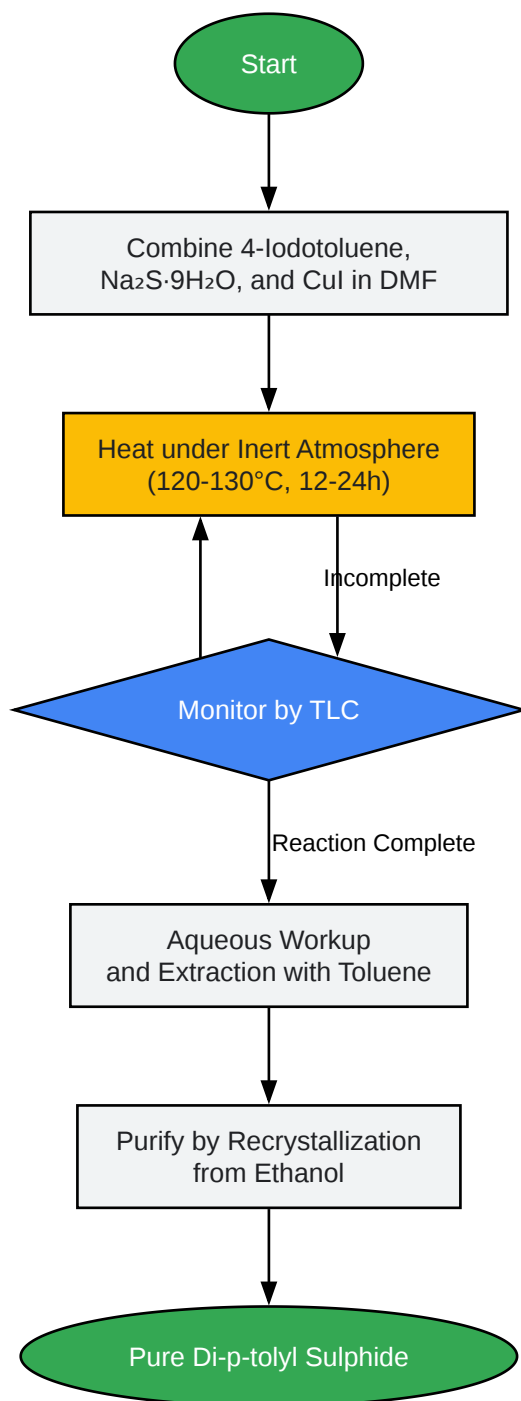 Start
Combine 4-Iodotoluene,
Na₂S·9H₂O, and CuI in DMF
Heat under Inert Atmosphere
(120-130°C, 12-24h)
Incomplete
Monitor by TLC
Reaction Complete
Aqueous Workup
and Extraction with Toluene
Purify by Recrystallization
from Ethanol
Pure Di-p-tolyl Sulphide